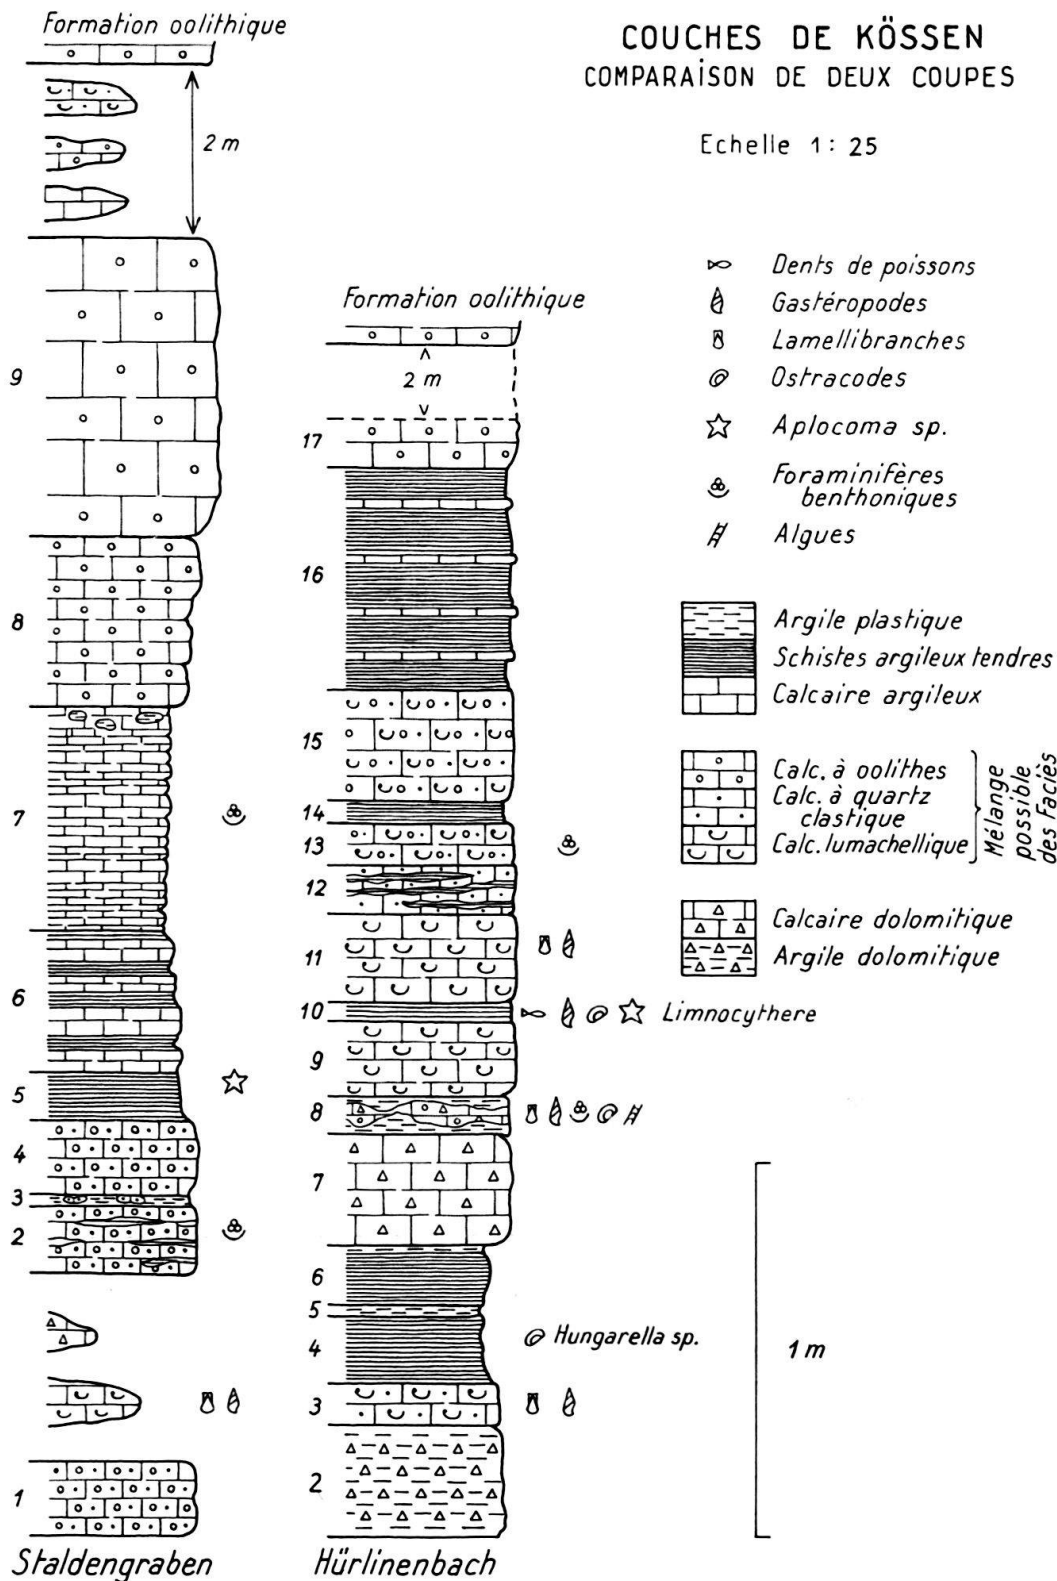 Formation oolithique
COUCHES DE KÖSSEN
COMPARAISON DE DEUX COUPES
Echelle 1 : 25
2 m
9
8
7
6
5
4
3
2
1
Staldengraben
Formation oolithique
2 m
17
16
15
14
13
12
11
10
Limnocythere
9
8
7
6
5
4
Hungarella sp.
3
2
Hürlinenbach
Dents de poissons
Gastéropodes
Lamellibranches
Ostracodes
Aplocoma sp.
Foraminifères
benthoniques
Algues
Argile plastique
Schistes argileux tendres
Calcaire argileux
Calc. à oolithes
Calc. à quartz
clastique
Calc. lumachellique
Mélange
possible
des Faciès
Calcaire dolomitique
Argile dolomitique
1 m